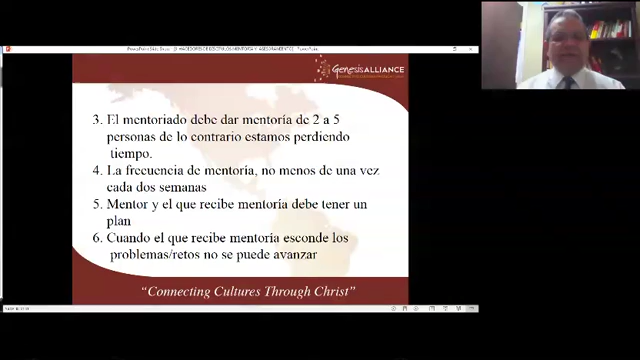 Genesis ALLIANCE
3. El mentoriado debe dar mentoría de 2 a 5
personas de lo contrario estamos perdiendo
tiempo.
4. La frecuencia de mentoría, no menos de una vez
cada dos semanas
5. Mentor y el que recibe mentoría debe tener un
plan
6. Cuando el que recibe mentoría esconde los
problemas/retos no se puede avanzar
“Connecting Cultures Through Christ”